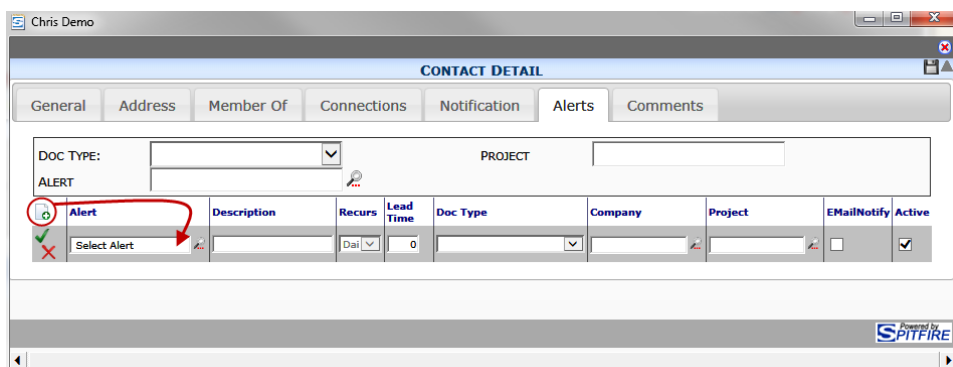 Chris Demo
CONTACT DETAIL
General Address Member Of Connections Notification Alerts Comments
DOC TYPE: PROJECT
ALERT
Alert Description Recurs Lead Time Doc Type Company Project EMailNotify Active
Select Alert Dai 0
Powered by
SPITFIRE